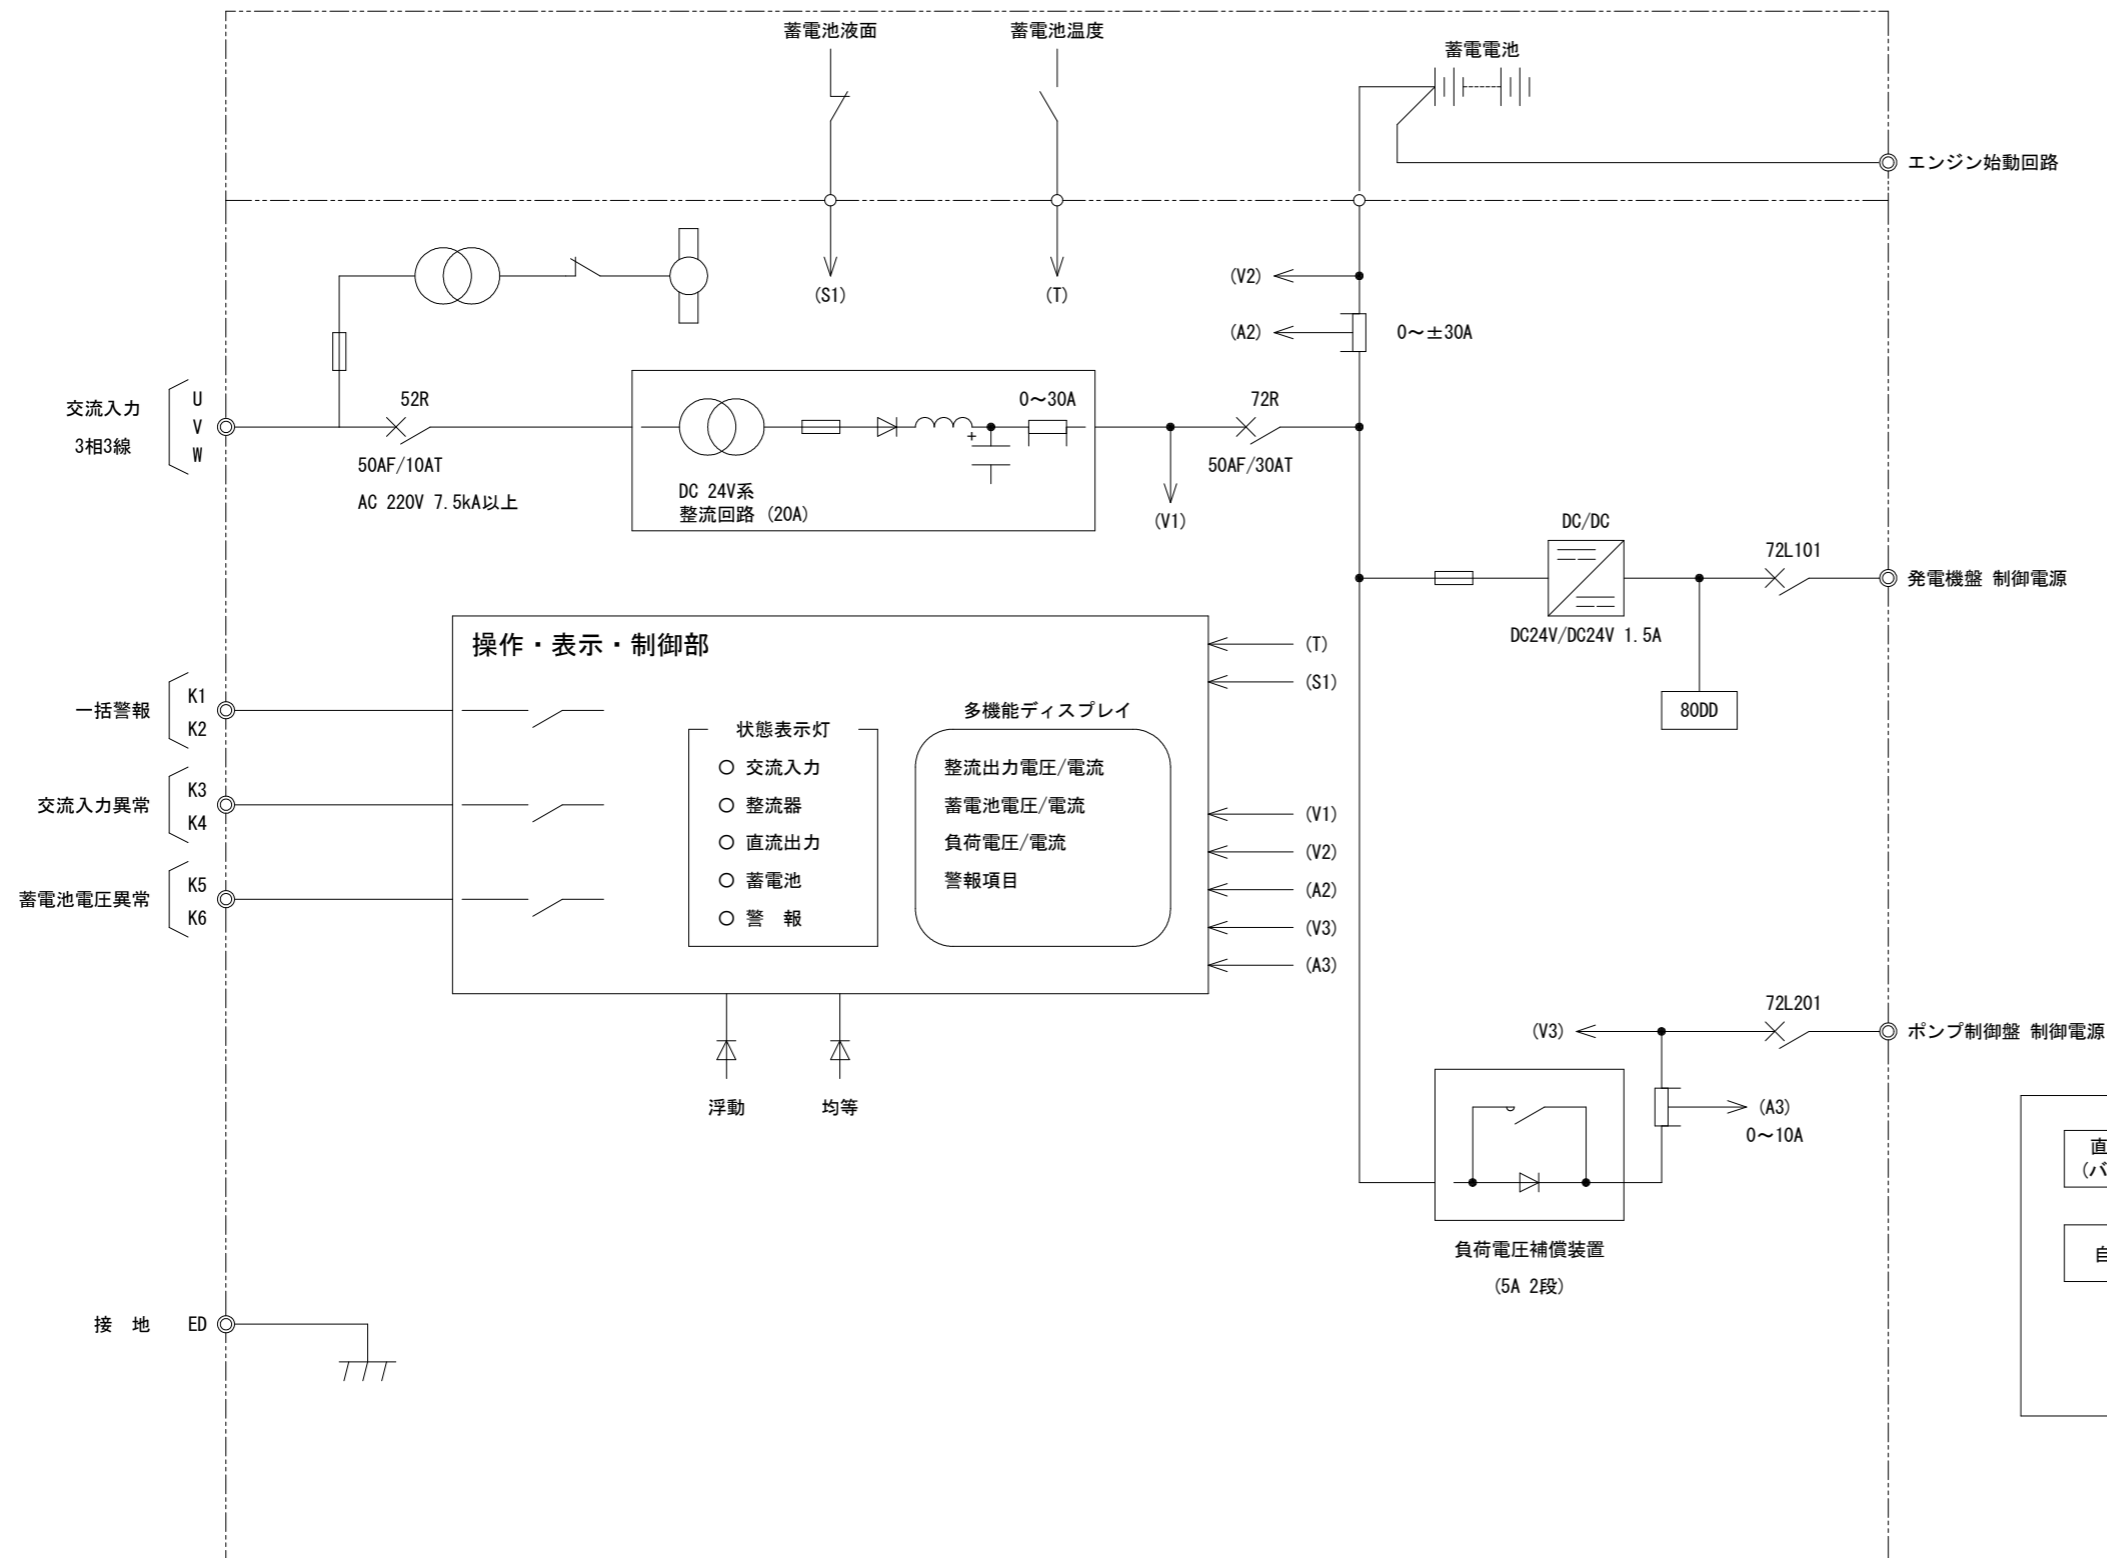 蓄電池液面
蓄電池温度
蓄電電池
エンジン始動回路
(S1)
(T)
(V2)
(A2)
0～±30A
交流入力
3相3線
U
V
W
52R
50AF/10AT
AC 220V 7.5kA以上
0～30A
DC 24V系
整流回路 (20A)
(V1)
72R
50AF/30AT
DC/DC
DC24V/DC24V 1.5A
72L101
発電機盤 制御電源
80DD
操作・表示・制御部
(T)
(S1)
(V1)
(V2)
(A2)
(V3)
(A3)
一括警報
K1
K2
交流入力異常
K3
K4
蓄電池電圧異常
K5
K6
状態表示灯
交流入力
整流器
直流出力
蓄電池
警 報
多機能ディスプレイ
整流出力電圧/電流
蓄電池電圧/電流
負荷電圧/電流
警報項目
浮動
均等
(V3)
72L201
ポンプ制御盤 制御電源
(A3)
0～10A
+
負荷電圧補償装置
(5A 2段)
接 地 ED
直
(バ